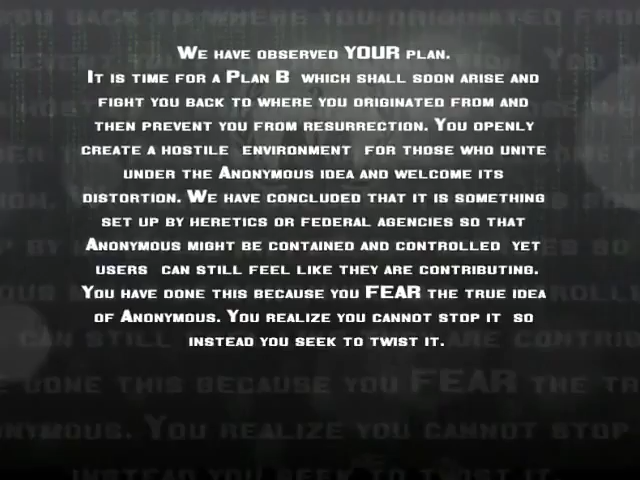 We have observed YOUR plan.
It is time for a Plan B which shall soon arise and
fight you back to where you originated from and
then prevent you from resurrection. You openly
create a hostile environment for those who unite
under the Anonymous idea and welcome its
distortion. We have concluded that it is something
set up by heretics or federal agencies so that
Anonymous might be contained and controlled yet
users can still feel like they are contributing.
You have done this because you FEAR the true idea
of Anonymous. You realize you cannot stop it so
instead you seek to twist it.